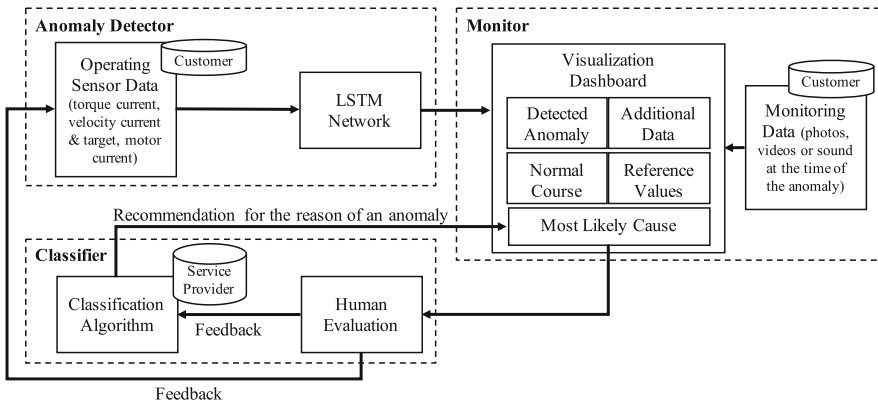 Anomaly Detector
Customer
Operating
Sensor Data
(torque current,
velocity current
& target, motor
current)
LSTM
Network
Monitor
Visualization
Dashboard
Detected
Anomaly
Additional
Data
Normal
Course
Reference
Values
Most Likely Cause
Customer
Monitoring
Data (photos,
videos or sound
at the time of
the anomaly)
Recommendation for the reason of an anomaly
Classifier
Service
Provider
Classification
Algorithm
Feedback
Human
Evaluation
Feedback